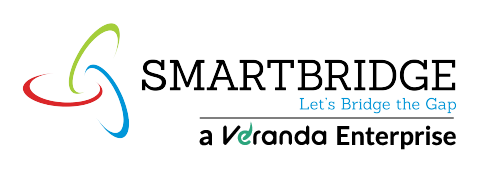 SMARTBRIDGE
Let's Bridge the Gap
a Veranda Enterprise